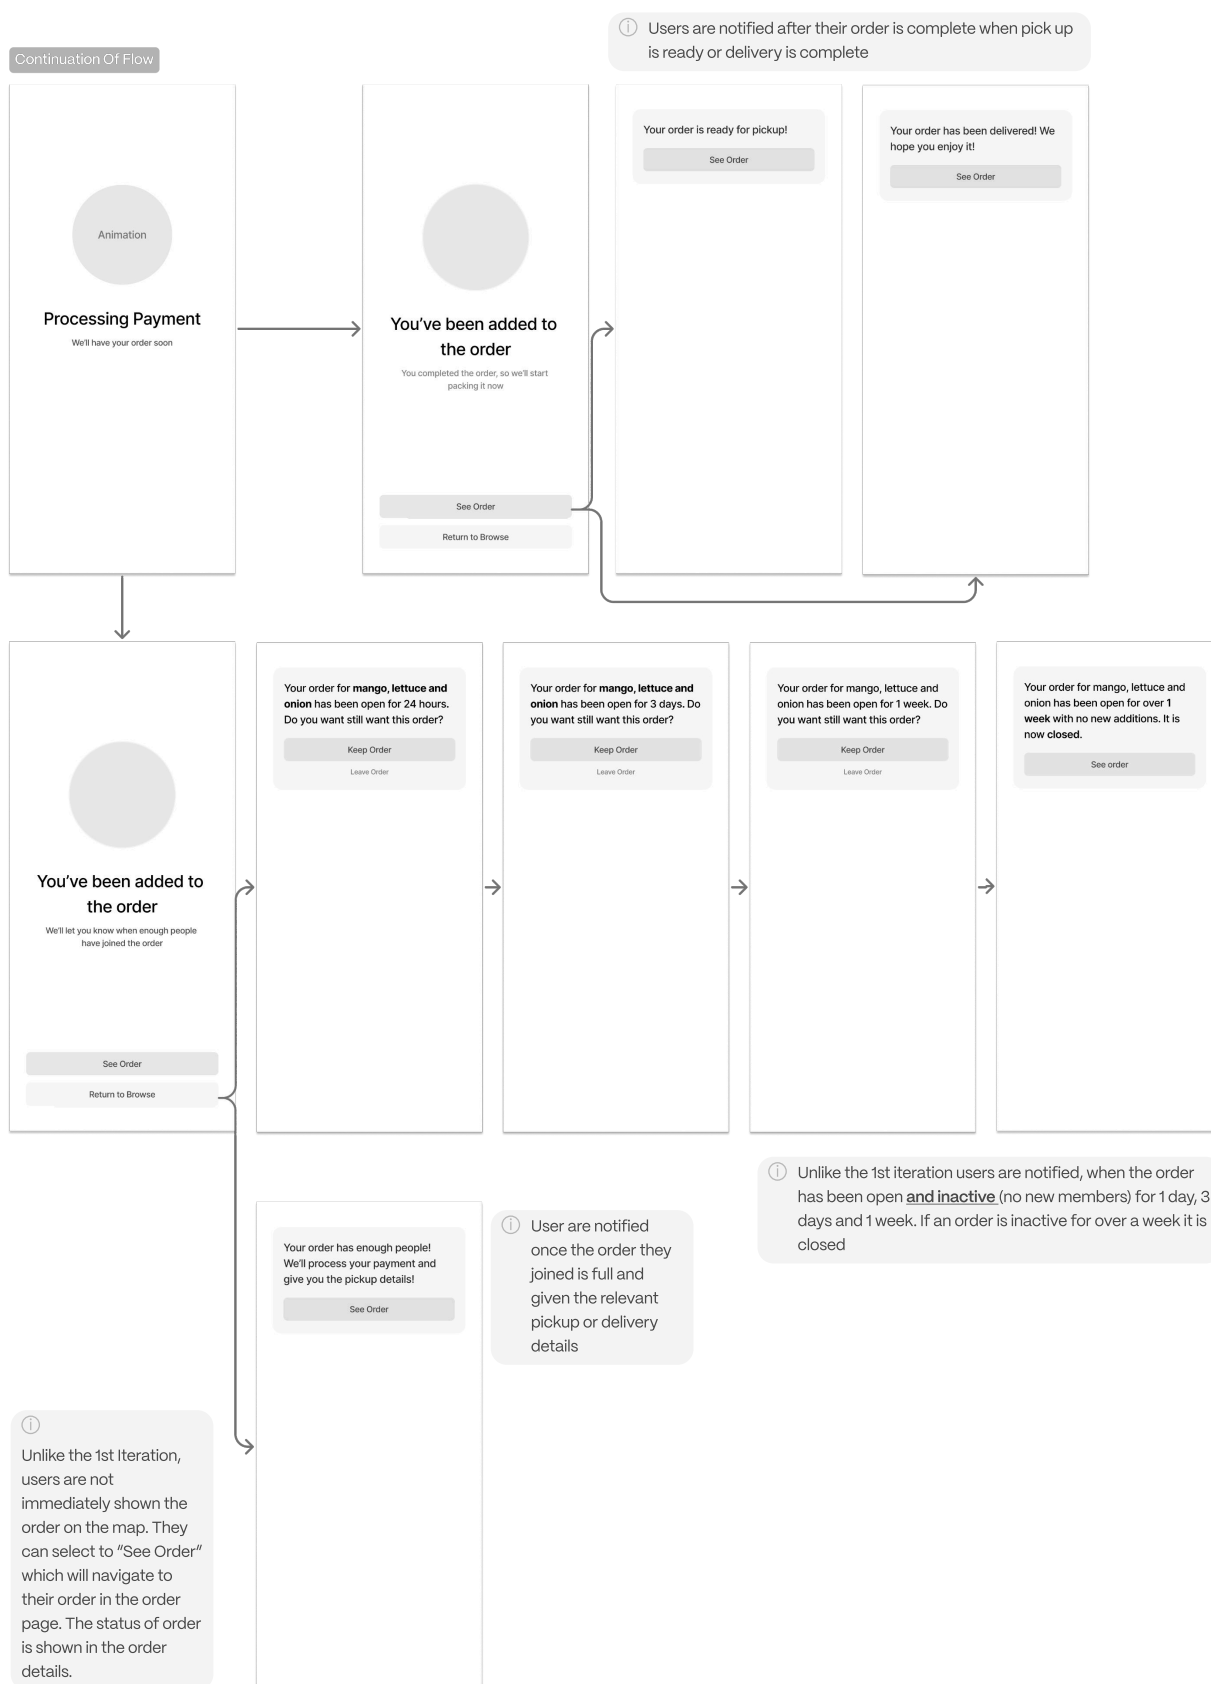 Users are notified after their order is complete when pick up
is ready or delivery is complete
Continuation Of Flow
Animation
Processing Payment
We'll have your order soon
You've been added to
the order
You completed the order, so we'll start
packing it now
See Order
Return to Browse
Your order is ready for pickup!
See Order
Your order has been delivered! We
hope you enjoy it!
See Order
You've been added to
the order
We'll let you know when enough people
have joined the order
See Order
Return to Browse
Your order for mango, lettuce and
onion has been open for 24 hours.
Do you want still want this order?
Keep Order
Leave Order
Your order for mango, lettuce and
onion has been open for 3 days. Do
you want still want this order?
Keep Order
Leave Order
Your order for mango, lettuce and
onion has been open for 1 week. Do
you want still want this order?
Keep Order
Leave Order
Your order for mango, lettuce and
onion has been open for over 1
week with no new additions. It is
now closed.
See order
Unlike the 1st iteration users are notified, when the order
has been open and inactive (no new members) for 1 day, 3
days and 1 week. If an order is inactive for over a week it is
closed
Your order has enough people!
We'll process your payment and
give you the pickup details!
See Order
User are notified
once the order they
joined is full and
given the relevant
pickup or delivery
details
Unlike the 1st Iteration,
users are not
immediately shown the
order on the map. They
can select to "See Order"
which will navigate to
their order in the order
page. The status of order
is shown in the order
details.